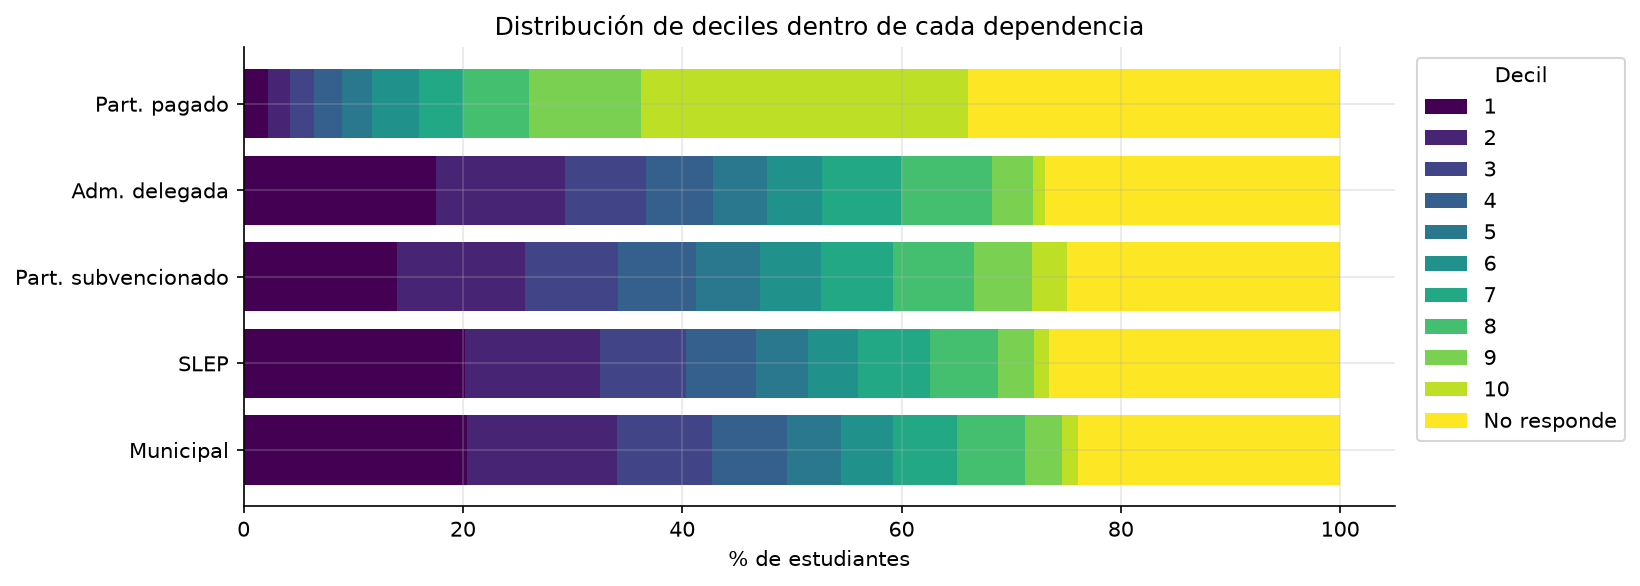 Distribución de deciles dentro de cada dependencia
Part. pagado
Adm. delegada
Part. subvencionado
SLEP
Municipal
0 20 40 60 80 100
% de estudiantes
Decil
1
2
3
4
5
6
7
8
9
10
No responde